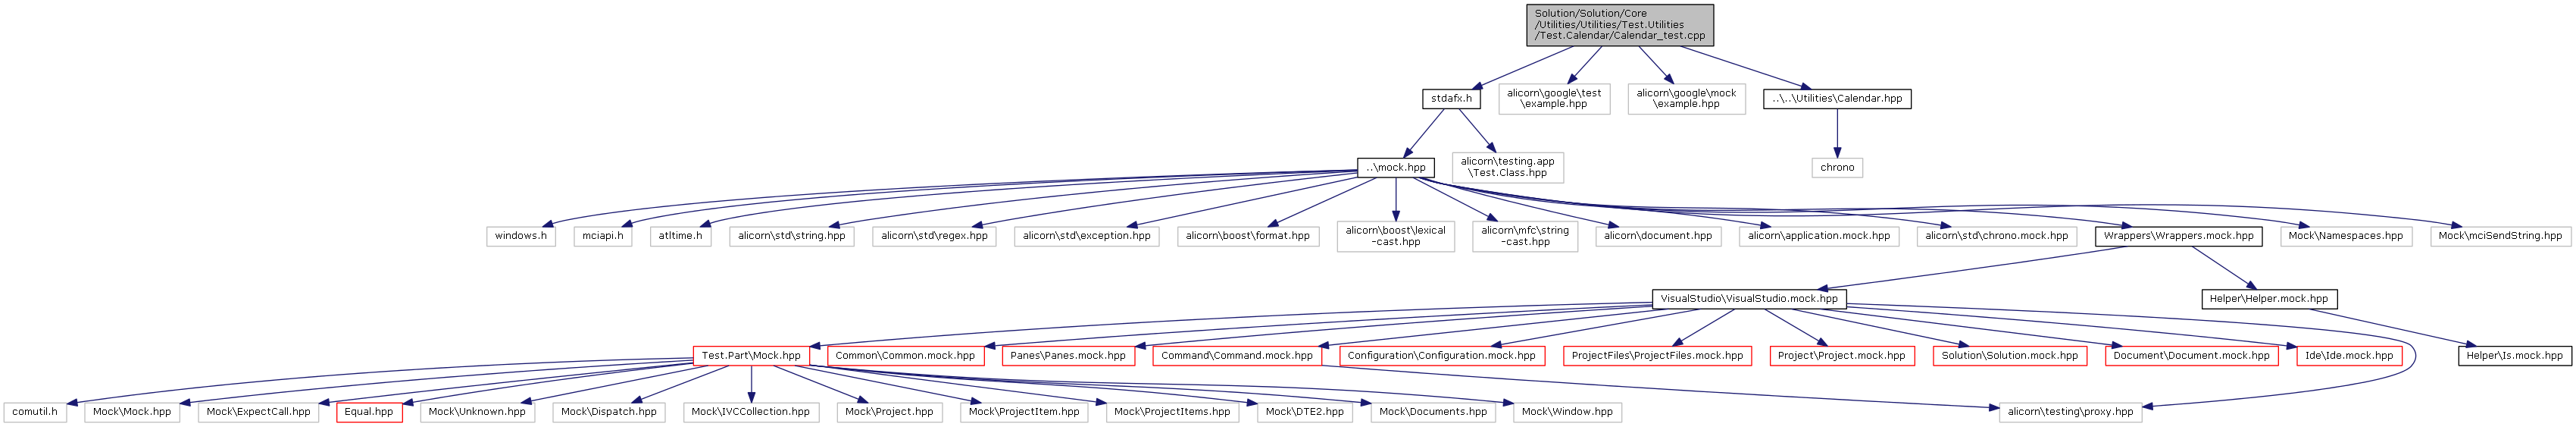 Solution/Solution/Core
/Utilities/Utilities/Test.Utilities
/Test.Calendar/Calendar_test.cpp
stdafx.h
alicorn\google\test
\example.hpp
alicorn\google\mock
\example.hpp
..\..\Utilities\Calendar.hpp
..\mock.hpp
alicorn\testing.app
\Test.Class.hpp
chrono
windows.h
mciapi.h
atltime.h
alicorn\std\string.hpp
alicorn\std\regex.hpp
alicorn\std\exception.hpp
alicorn\boost\format.hpp
alicorn\boost\lexical
-cast.hpp
alicorn\mfc\string
-cast.hpp
alicorn\document.hpp
alicorn\application.mock.hpp
alicorn\std\chrono.mock.hpp
Wrappers\Wrappers.mock.hpp
Mock\Namespaces.hpp
Mock\mciSendString.hpp
VisualStudio\VisualStudio.mock.hpp
Helper\Helper.mock.hpp
Test.Part\Mock.hpp
Common\Common.mock.hpp
Panes\Panes.mock.hpp
Command\Command.mock.hpp
Configuration\Configuration.mock.hpp
ProjectFiles\ProjectFiles.mock.hpp
Project\Project.mock.hpp
Solution\Solution.mock.hpp
Document\Document.mock.hpp
Ide\Ide.mock.hpp
Helper\Is.mock.hpp
comutil.h
Mock\Mock.hpp
Mock\ExpectCall.hpp
Equal.hpp
Mock\Unknown.hpp
Mock\Dispatch.hpp
Mock\IVCCollection.hpp
Mock\Project.hpp
Mock\ProjectItem.hpp
Mock\ProjectItems.hpp
Mock\DTE2.hpp
Mock\Documents.hpp
Mock\Window.hpp
alicorn\testing\proxy.hpp